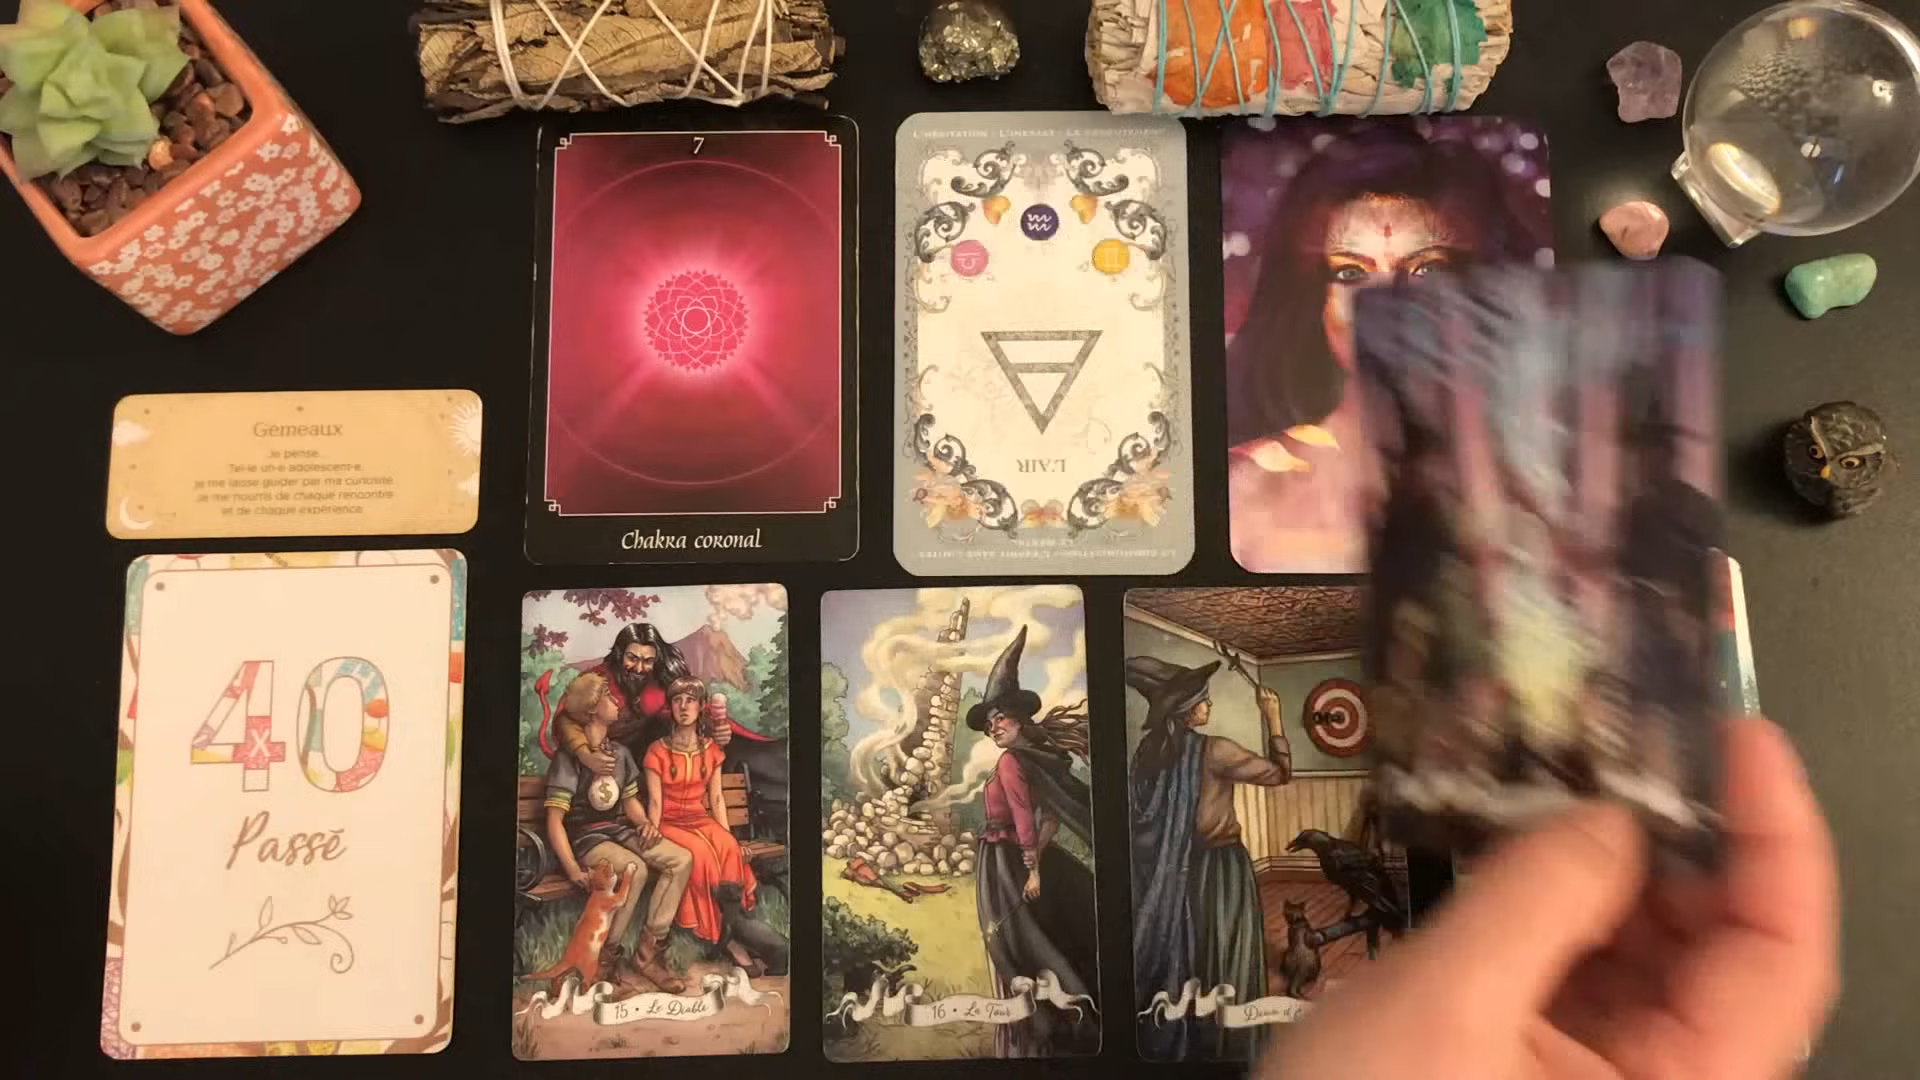 7
Chakra coronal
L'AIR
Gémeaux
Je pense...
Tel·le un·e adolescent·e,
je me laisse guider par ma curiosité.
Je me nourris de chaque rencontre
et de chaque expérience.
40
X
Passé
$
15 • Le Diable
16 • La Tour